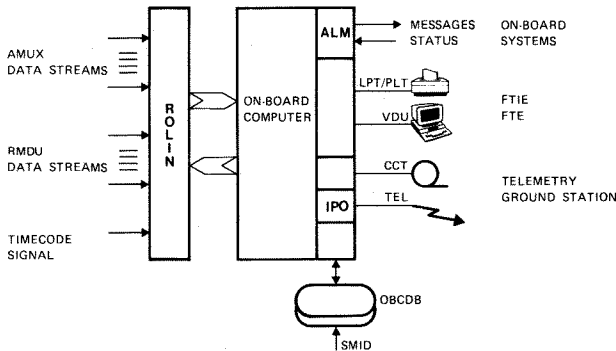 AMUX
DATA STREAMS
RMDU
DATA STREAMS
TIMECODE
SIGNAL
ROLIN
ON-BOARD
COMPUTER
ALM
IPO
MESSAGES
STATUS
ON-BOARD
SYSTEMS
LPT/PLT
VDU
FTIE
FTE
CCT
TEL
TELEMETRY
GROUND STATION
OBCDB
SMID